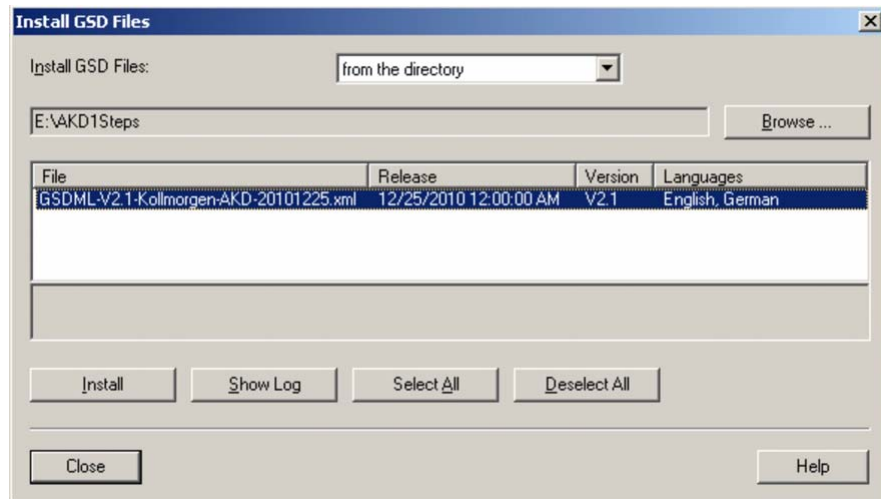 Install GSD Files
Install GSD Files: from the directory
E:\AKD1Steps Browse ...
File Release Version Languages
GSDML-V2.1-Kollmorgen-AKD-20101225.xml 12/25/2010 12:00:00 AM V2.1 English, German
Install Show Log Select All Deselect All
Close Help